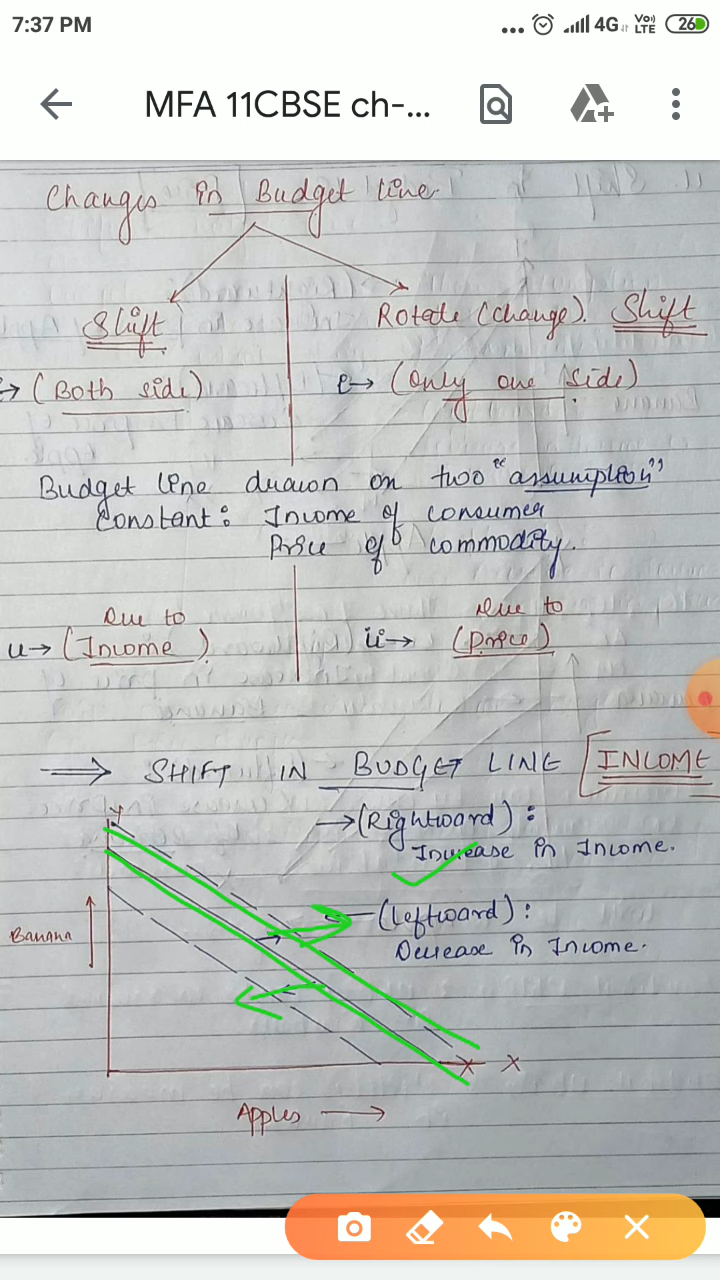 7:37 PM
4G Vo)) LTE 26
MFA 11CBSE ch-...
Changes in Budget line
Shift
Rotate (change). Shift
→ (Both side)
→ (Only one side)
Budget line drawn on two "assumption"
Constant: Income of consumer
Price of commodity.
Due to
(Income)
Due to
ii → (price)
⇒ SHIFT IN BUDGET LINE [INCOME
→ (Rightward) :
Increase in Income.
← (Leftward) :
Decrease in Income.
Y
Banana
X
Apples →